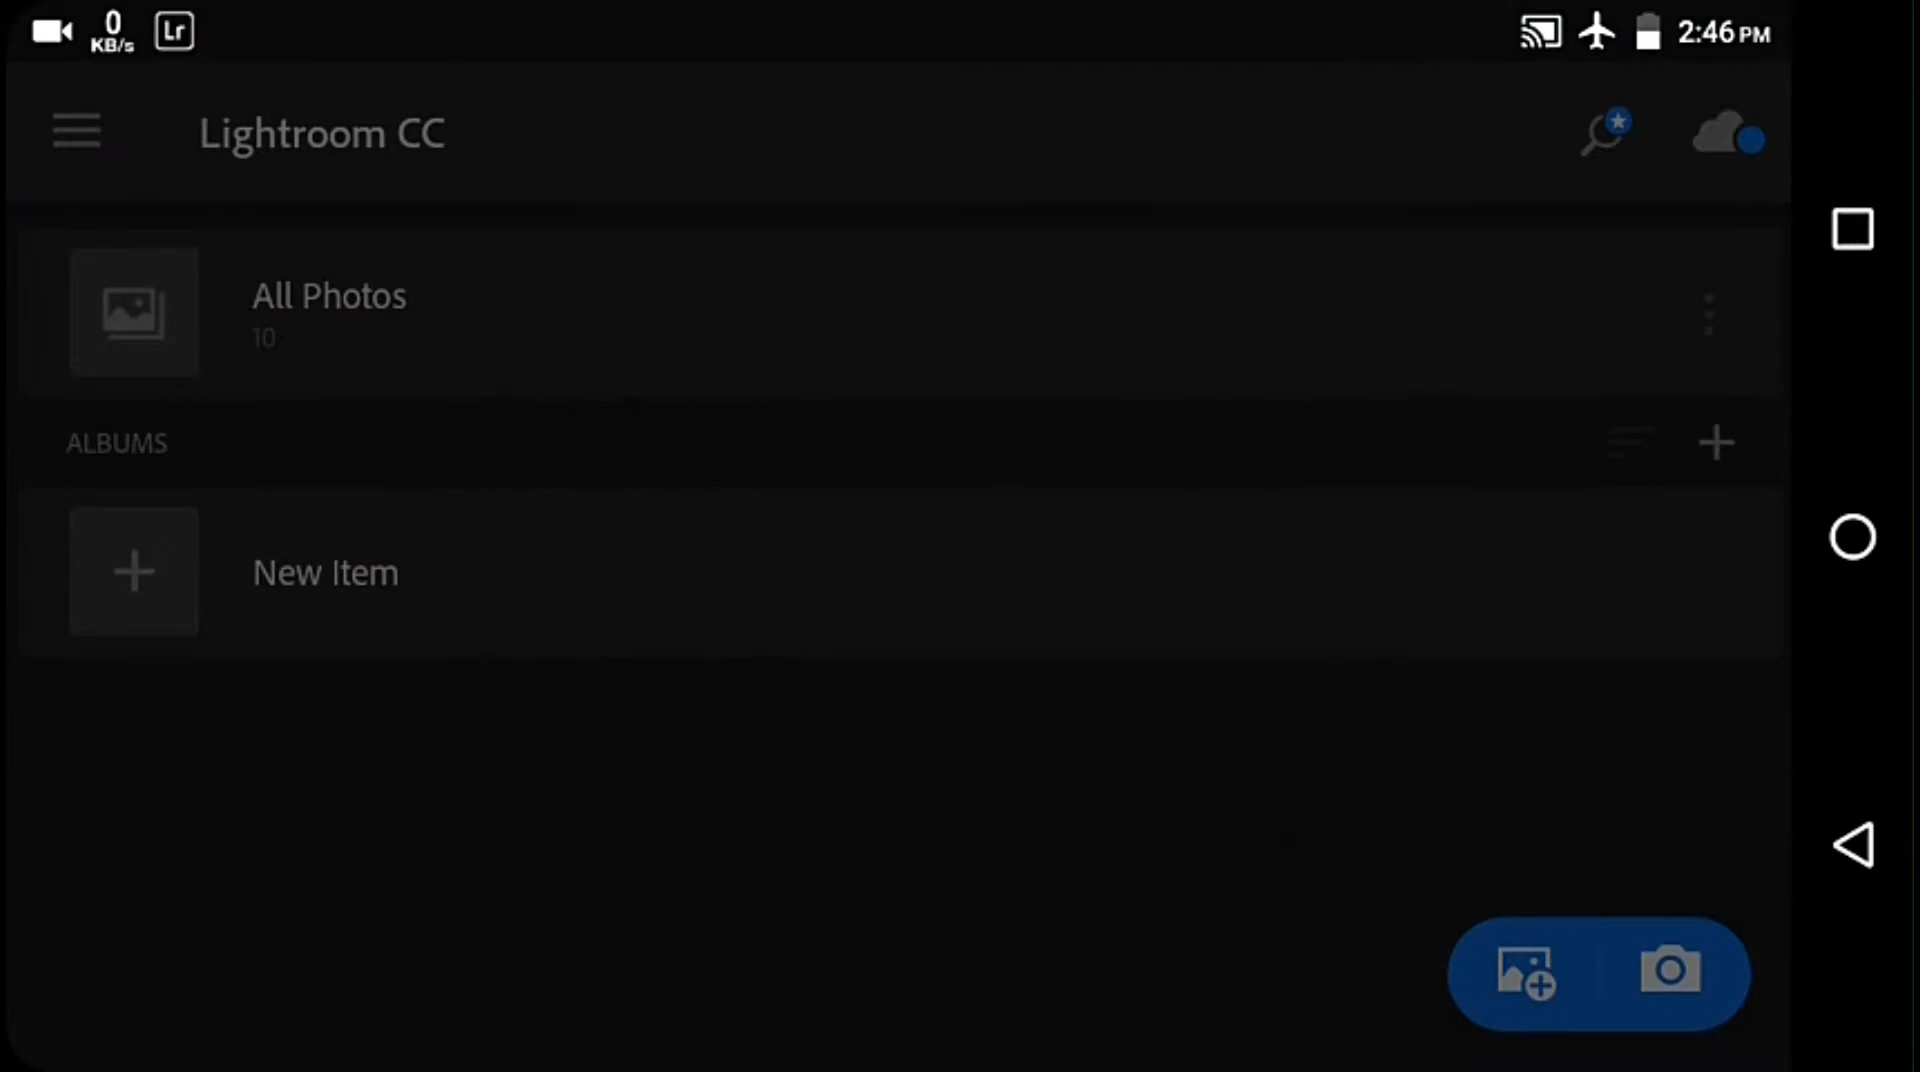 0
KB/s
Lr
2:46 PM
Lightroom CC
All Photos
10
ALBUMS
New Item